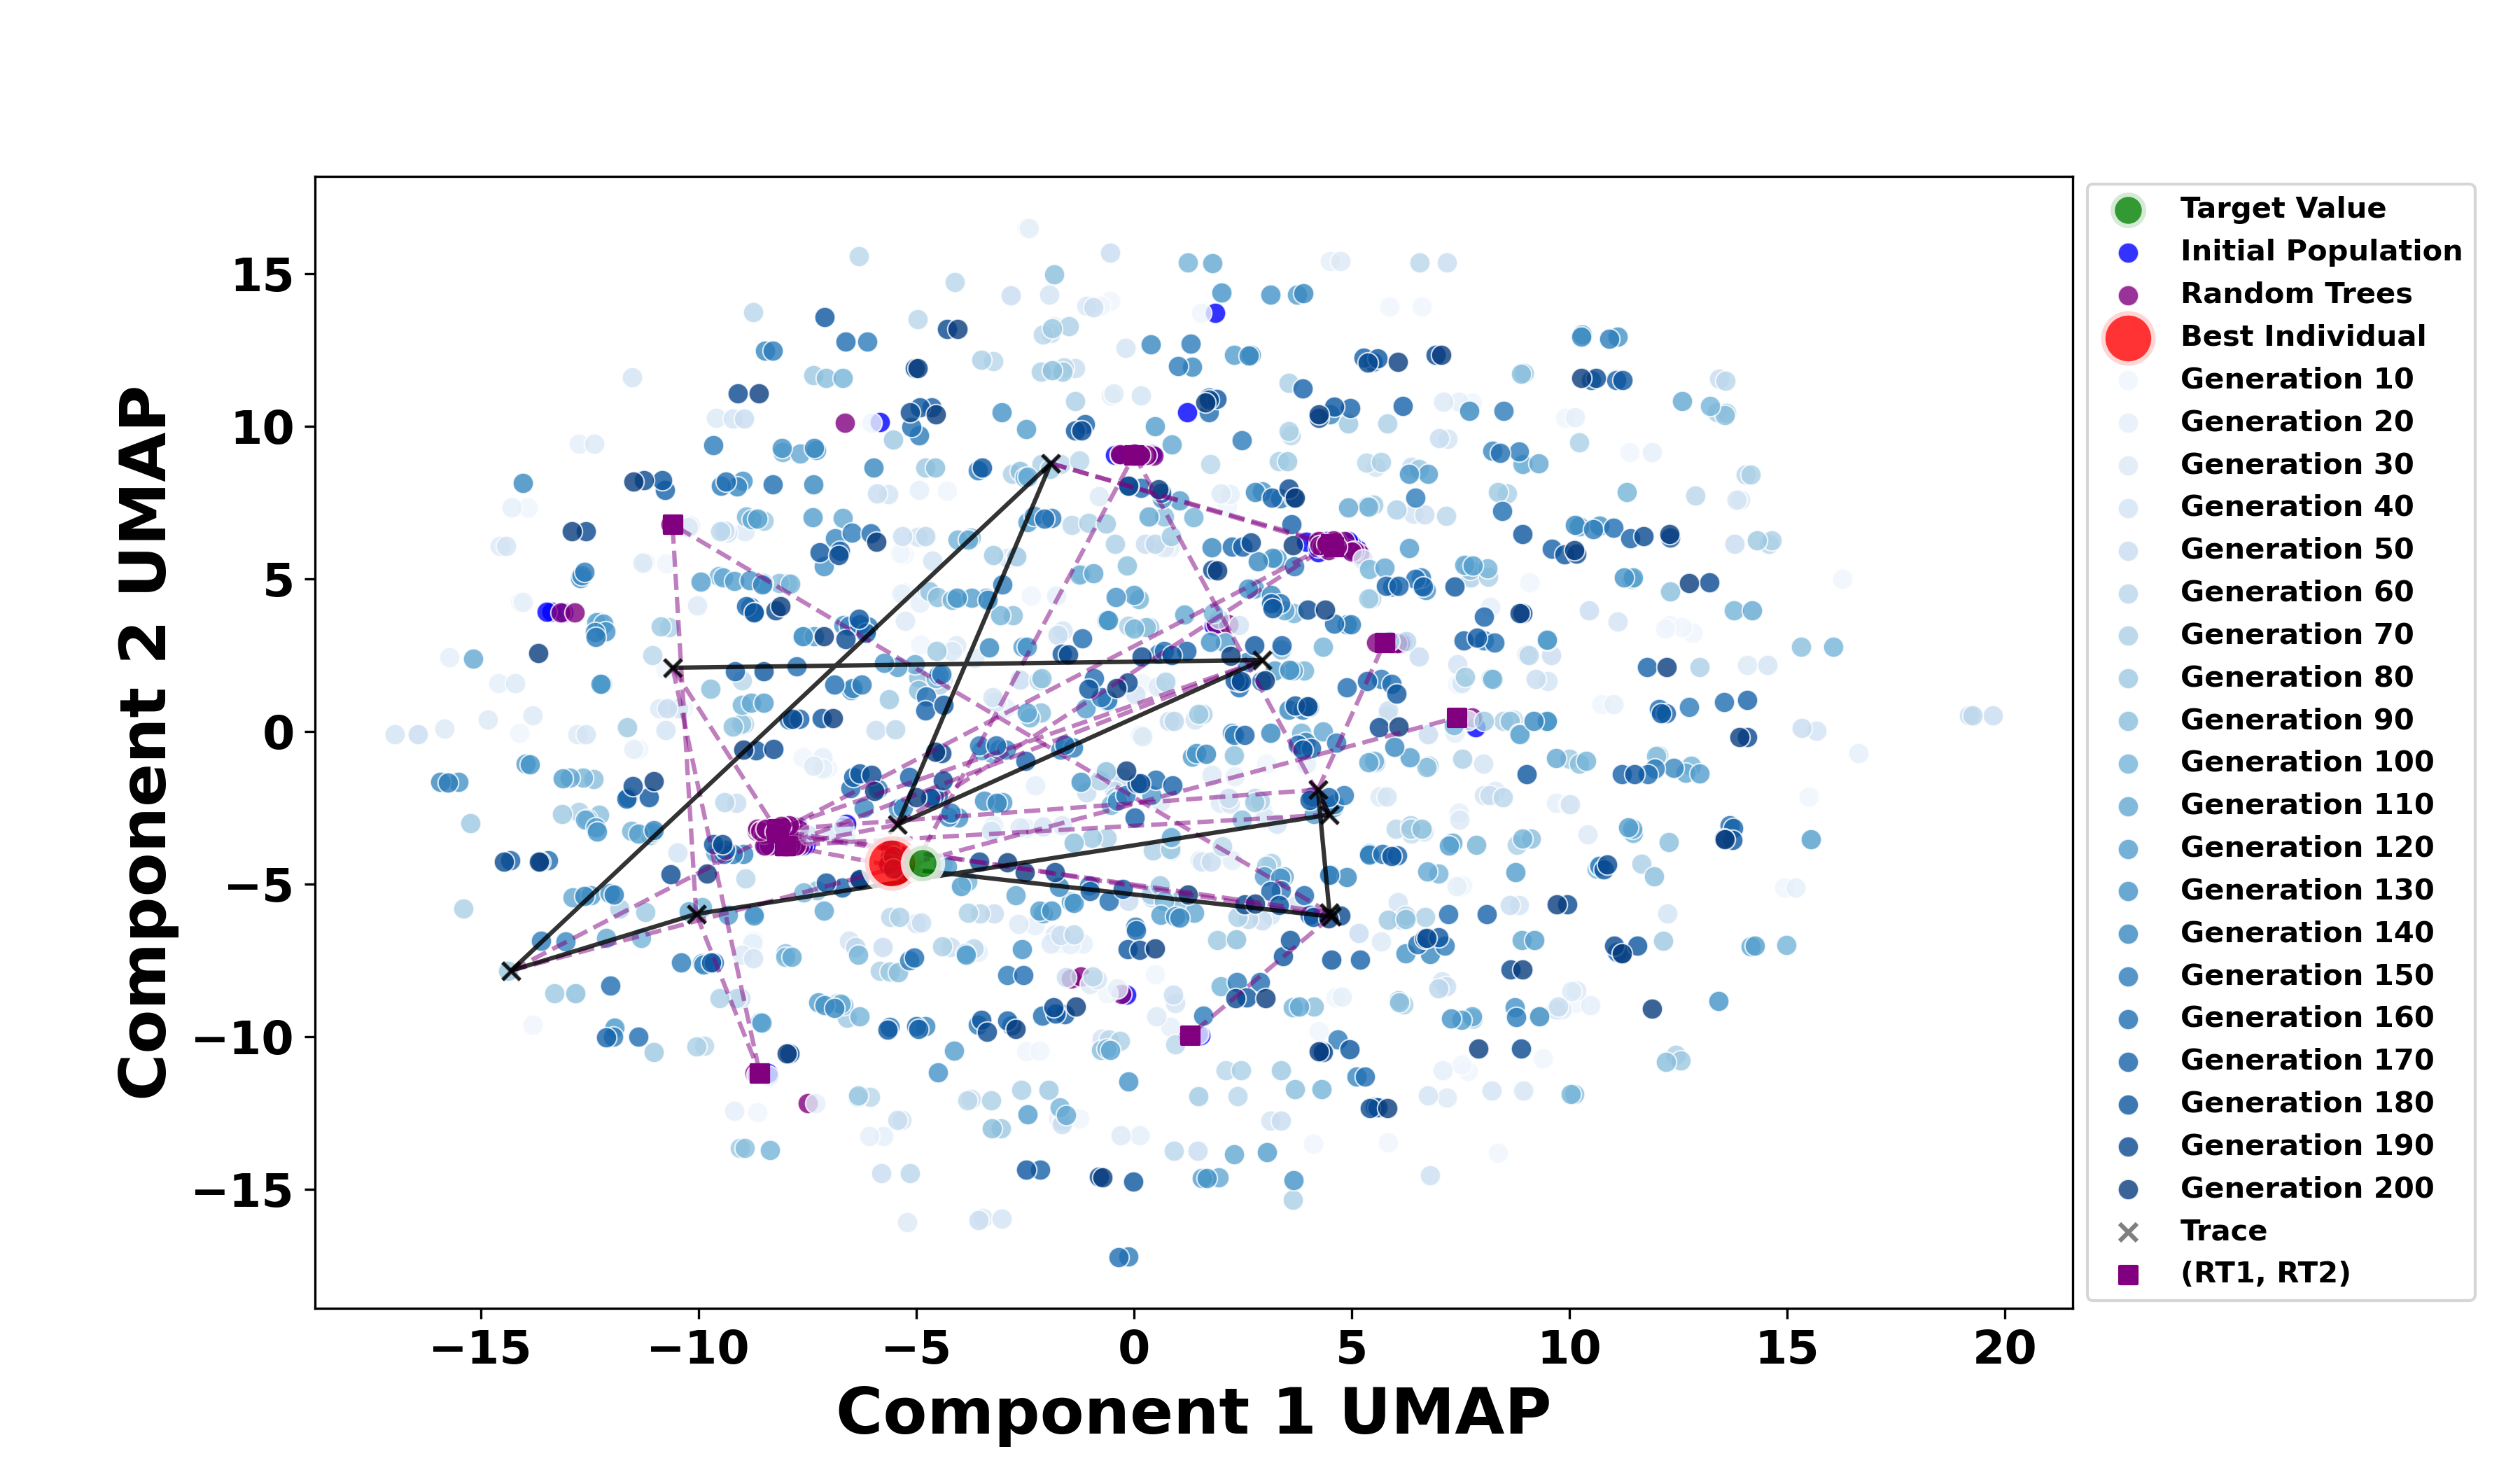 Component 2 UMAP
15
10
5
0
−5
−10
−15
−15
−10
−5
0
5
10
15
20
Component 1 UMAP
Target Value
Initial Population
Random Trees
Best Individual
Generation 10
Generation 20
Generation 30
Generation 40
Generation 50
Generation 60
Generation 70
Generation 80
Generation 90
Generation 100
Generation 110
Generation 120
Generation 130
Generation 140
Generation 150
Generation 160
Generation 170
Generation 180
Generation 190
Generation 200
Trace
(RT1, RT2)